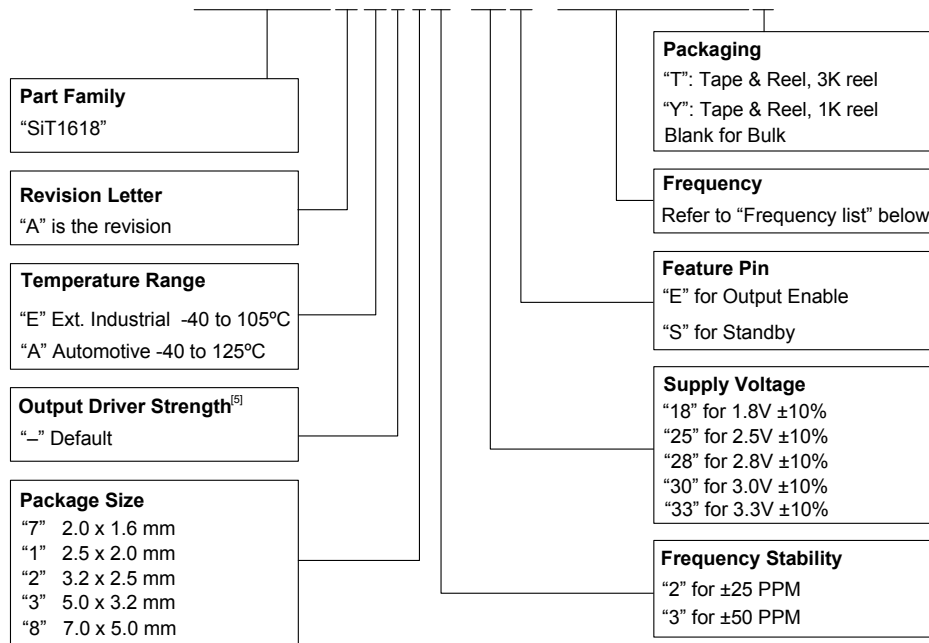 Part Family
“SiT1618”
Revision Letter
“A” is the revision
Temperature Range
“E” Ext. Industrial -40 to 105ºC
“A” Automotive -40 to 125ºC
Output Driver Strength[5]
“–” Default
Package Size
“7” 2.0 x 1.6 mm
“1” 2.5 x 2.0 mm
“2” 3.2 x 2.5 mm
“3” 5.0 x 3.2 mm
“8” 7.0 x 5.0 mm
Packaging
“T”: Tape & Reel, 3K reel
“Y”: Tape & Reel, 1K reel
Blank for Bulk
Frequency
Refer to “Frequency list” below
Feature Pin
“E” for Output Enable
“S” for Standby
Supply Voltage
“18” for 1.8V ±10%
“25” for 2.5V ±10%
“28” for 2.8V ±10%
“30” for 3.0V ±10%
“33” for 3.3V ±10%
Frequency Stability
“2” for ±25 PPM
“3” for ±50 PPM